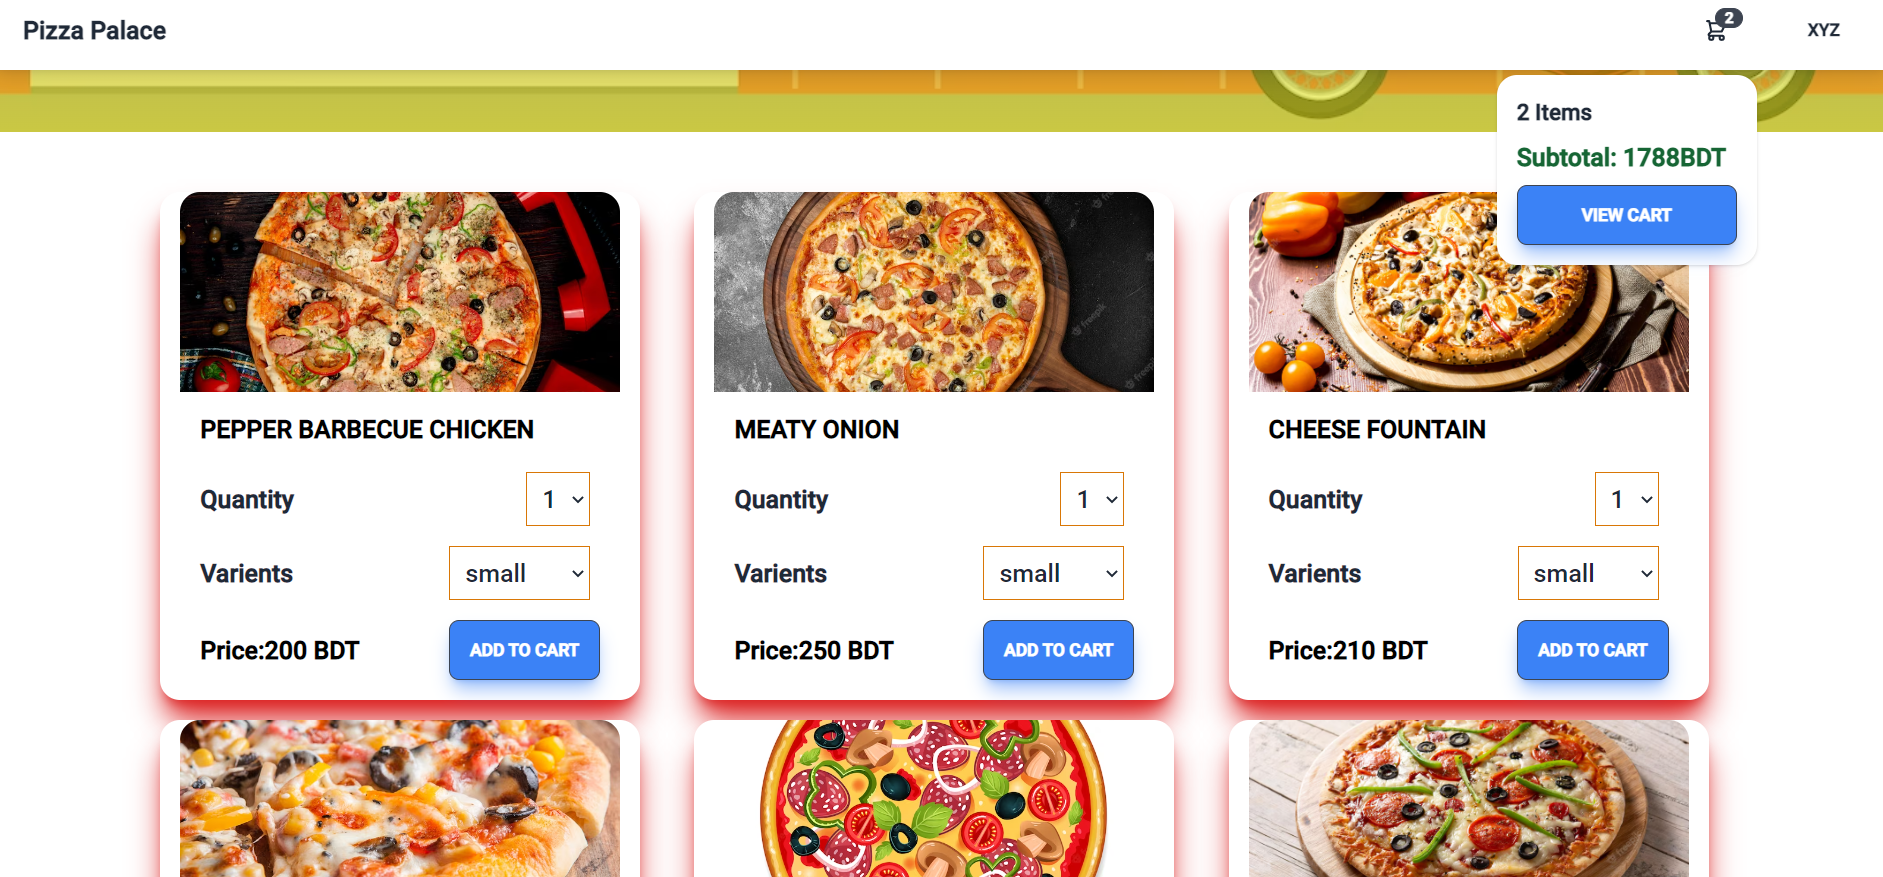 Pizza Palace
2
XYZ
2 Items
Subtotal: 1788BDT
VIEW CART
PEPPER BARBECUE CHICKEN
Quantity
1
Varients
small
Price:200 BDT
ADD TO CART
MEATY ONION
Quantity
1
Varients
small
Price:250 BDT
ADD TO CART
CHEESE FOUNTAIN
Quantity
1
Varients
small
Price:210 BDT
ADD TO CART